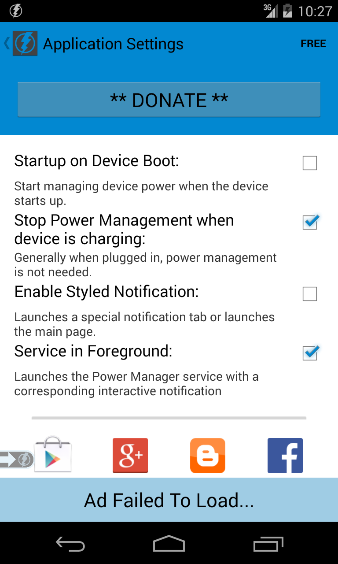 3G 10:27
Application Settings FREE
** DONATE **
Startup on Device Boot:
Start managing device power when the device
starts up.
Stop Power Management when
device is charging:
Generally when plugged in, power management
is not needed.
Enable Styled Notification:
Launches a special notification tab or launches
the main page.
Service in Foreground:
Launches the Power Manager service with a
corresponding interactive notification
g+ B f
Ad Failed To Load...